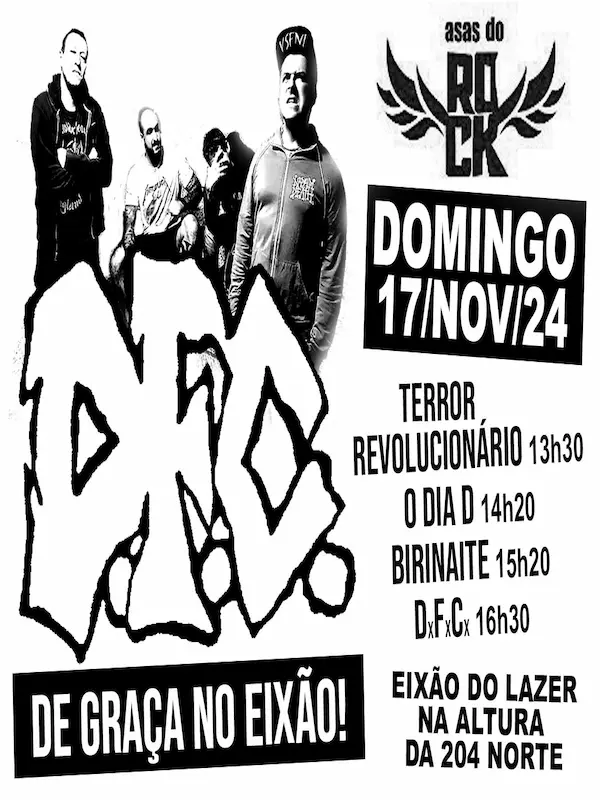 VSFNI
asas do
ROCK
DOMINGO
17/NOV/24
TERROR
REVOLUCIONÁRIO 13h30
O DIA D 14h20
BIRINAITE 15h20
DxFxCx 16h30
D.F.C.
DE GRAÇA NO EIXÃO!
EIXÃO DO LAZER
NA ALTURA
DA 204 NORTE